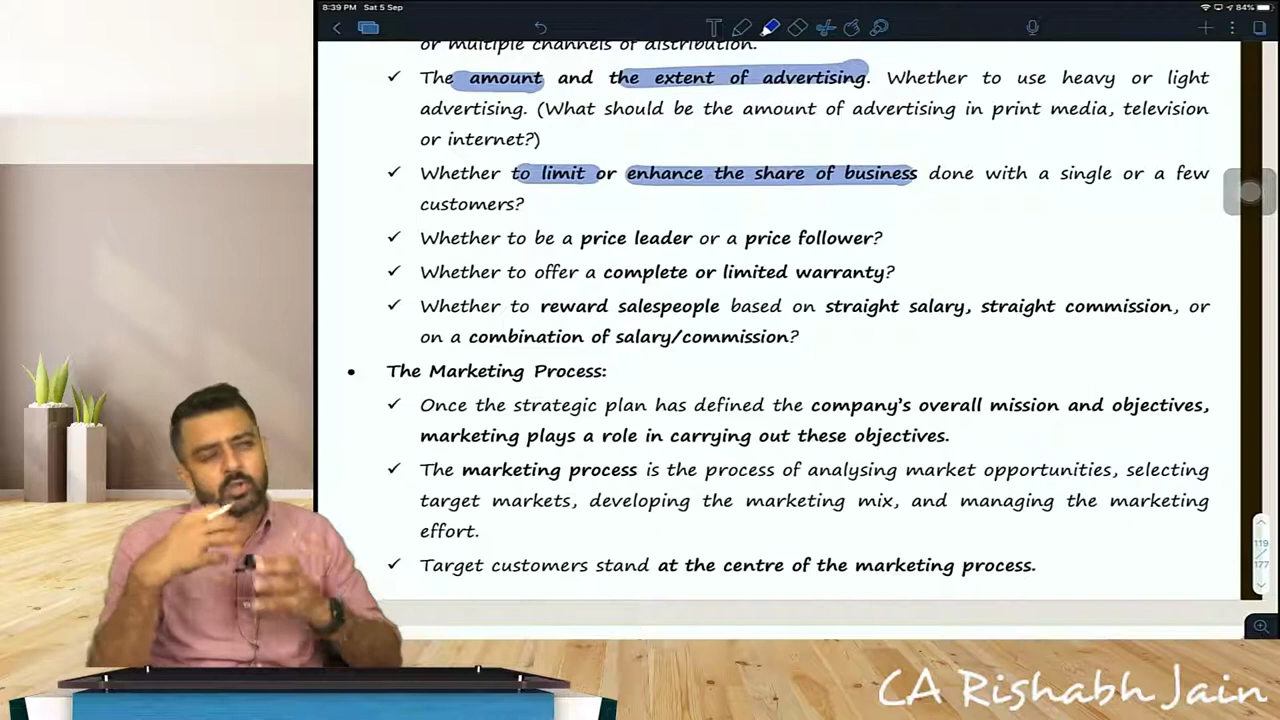 8:39 PM Sat 5 Sep
84%
or multiple channels of distribution.
✓ The amount and the extent of advertising. Whether to use heavy or light
advertising. (What should be the amount of advertising in print media, television
or internet?)
✓ Whether to limit or enhance the share of business done with a single or a few
customers?
✓ Whether to be a price leader or a price follower?
✓ Whether to offer a complete or limited warranty?
✓ Whether to reward salespeople based on straight salary, straight commission, or
on a combination of salary/commission?
• The Marketing Process:
✓ Once the strategic plan has defined the company's overall mission and objectives,
marketing plays a role in carrying out these objectives.
✓ The marketing process is the process of analysing market opportunities, selecting
target markets, developing the marketing mix, and managing the marketing
effort.
✓ Target customers stand at the centre of the marketing process.
119
177
CA Rishabh Jain